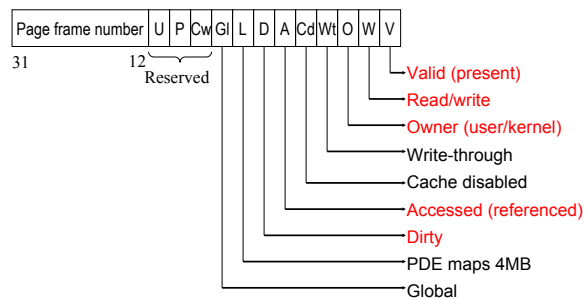 Page frame number U P Cw Gl L D A Cd Wt O W V
31 12
Reserved
Valid (present)
Read/write
Owner (user/kernel)
Write-through
Cache disabled
Accessed (referenced)
Dirty
PDE maps 4MB
Global